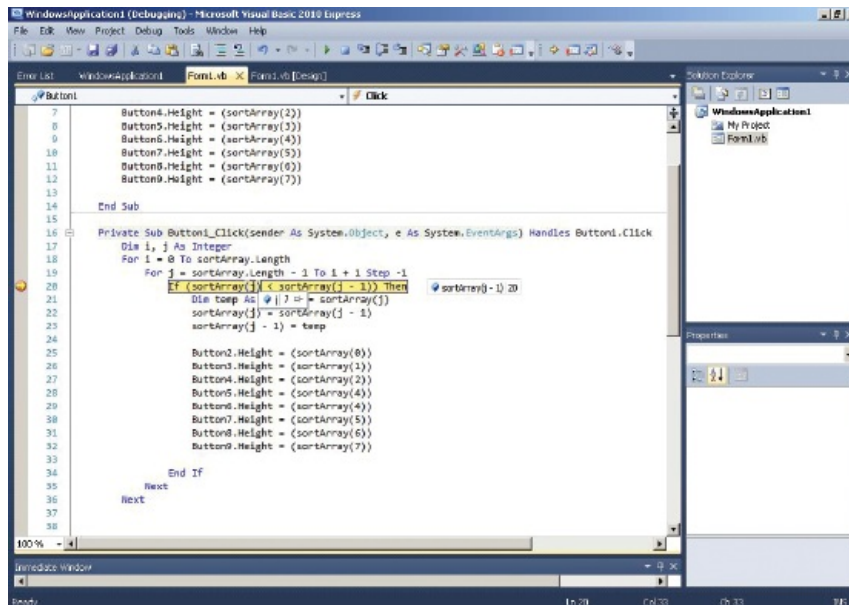 WindowsApplication1 (Debugging) - Microsoft Visual Basic 2010 Express
File Edit View Project Debug Tools Window Help
Error List WindowsApplication1 Form1.vb Form1.vb [Design]
Solution Explorer
Button1 Click
WindowsApplication1
My Project
Form1.vb
7 Button4.Height = (sortArray(2))
8 Button5.Height = (sortArray(3))
9 Button6.Height = (sortArray(4))
10 Button7.Height = (sortArray(5))
11 Button8.Height = (sortArray(6))
12 Button9.Height = (sortArray(7))
13
14 End Sub
15
16 Private Sub Button1_Click(sender As System.Object, e As System.EventArgs) Handles Button1.Click
17 Dim i, j As Integer
18 For i = 0 To sortArray.Length
19 For j = sortArray.Length - 1 To i + 1 Step -1
20 If (sortArray(j) < sortArray(j - 1)) Then sortArray(j - 1) 20
21 Dim temp As j 7 = sortArray(j)
22 sortArray(j) = sortArray(j - 1)
23 sortArray(j - 1) = temp
24
25 Button2.Height = (sortArray(0))
26 Button3.Height = (sortArray(1))
27 Button4.Height = (sortArray(2))
28 Button5.Height = (sortArray(4))
29 Button6.Height = (sortArray(4))
30 Button7.Height = (sortArray(5))
31 Button8.Height = (sortArray(6))
32 Button9.Height = (sortArray(7))
33
34 End If
35 Next
36 Next
37
38
Properties
100 %
Immediate Window
Ready Ln 20 Col 33 Ch 33 INS